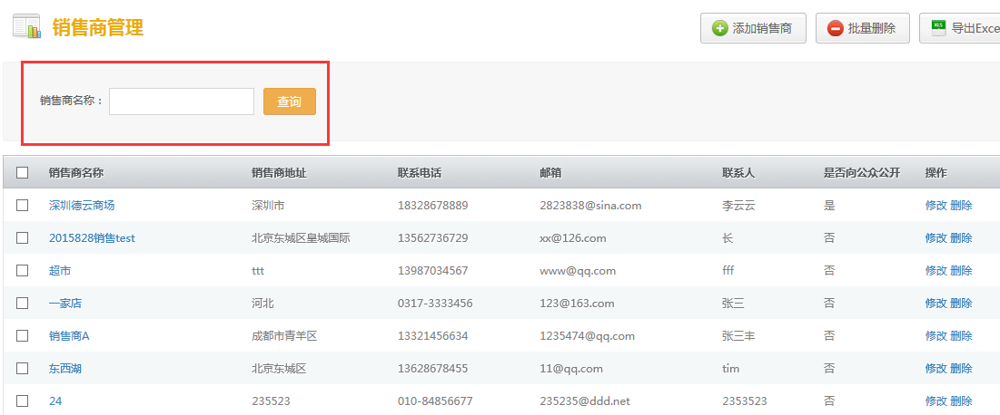 销售商管理
添加销售商 批量删除 导出Exce
销售商名称： 查询
销售商名称 销售商地址 联系电话 邮箱 联系人 是否向公众公开 操作
深圳德云商场 深圳市 18328678889 2823838@sina.com 李云云 是 修改 删除
2015828销售test 北京东城区皇城国际 13562736729 xx@126.com 长 否 修改 删除
超市 ttt 13987034567 www@qq.com fff 否 修改 删除
一家店 河北 0317-3333456 123@163.com 张三 否 修改 删除
销售商A 成都市青羊区 13321456634 1235474@qq.com 张三丰 否 修改 删除
东西湖 北京东城区 13628678455 11@qq.com tim 否 修改 删除
24 235523 010-84856677 235235@ddd.net 2353523 否 修改 删除